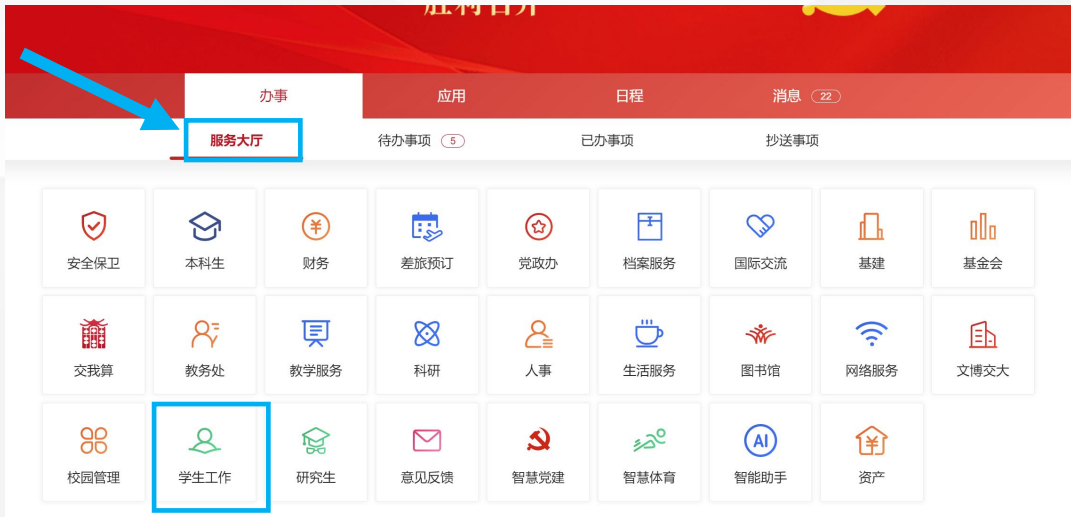 胜利召开
办事 应用 日程 消息 22
服务大厅 待办事项 5 已办事项 抄送事项
安全保卫 本科生 财务 差旅预订 党政办 档案服务 国际交流 基建 基金会
交我算 教务处 教学服务 科研 人事 生活服务 图书馆 网络服务 文博交大
AI
校园管理 学生工作 研究生 意见反馈 智慧党建 智慧体育 智能助手 资产